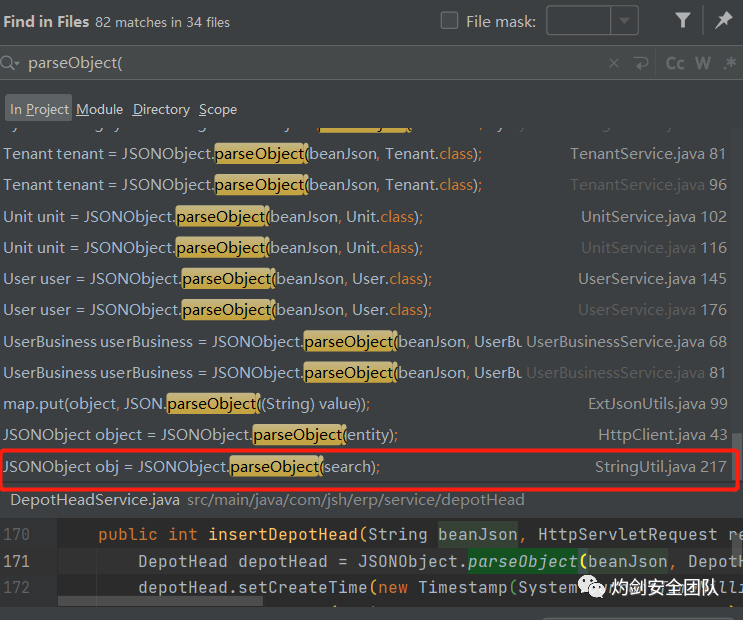 Find in Files 82 matches in 34 files File mask:
parseObject( Cc W .*
In Project Module Directory Scope
Tenant tenant = JSONObject.parseObject(beanJson, Tenant.class); TenantService.java 81
Tenant tenant = JSONObject.parseObject(beanJson, Tenant.class); TenantService.java 96
Unit unit = JSONObject.parseObject(beanJson, Unit.class); UnitService.java 102
Unit unit = JSONObject.parseObject(beanJson, Unit.class); UnitService.java 116
User user = JSONObject.parseObject(beanJson, User.class); UserService.java 145
User user = JSONObject.parseObject(beanJson, User.class); UserService.java 176
UserBusiness userBusiness = JSONObject.parseObject(beanJson, UserBu UserBusinessService.java 68
UserBusiness userBusiness = JSONObject.parseObject(beanJson, UserBu UserBusinessService.java 81
map.put(object, JSON.parseObject((String) value)); ExtJsonUtils.java 99
JSONObject object = JSONObject.parseObject(entity); HttpClient.java 43
JSONObject obj = JSONObject.parseObject(search); StringUtil.java 217
DepotHeadService.java src/main/java/com/jsh/erp/service/depotHead
170 public int insertDepotHead(String beanJson, HttpServletRequest re
171 DepotHead depotHead = JSONObject.parseObject(beanJson, DepotH
172 depotHead.setCreateTime(new Timestamp(System
灼剑安全团队